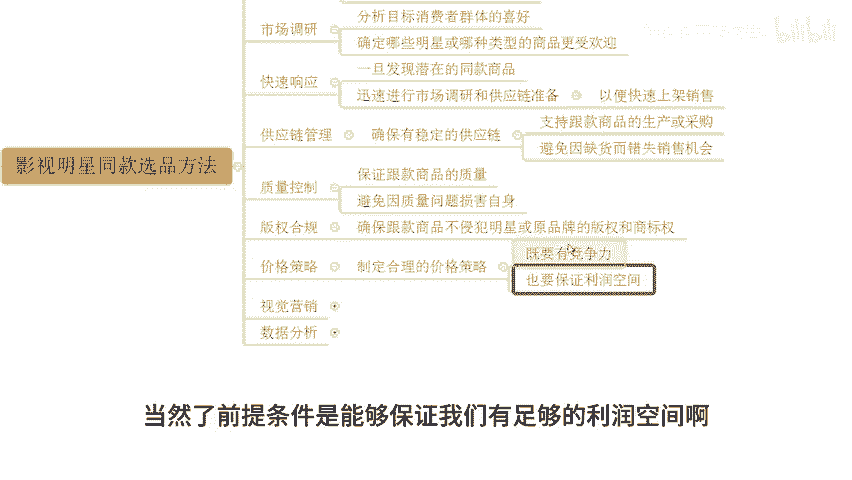 分析目标消费者群体的喜好
市场调研
确定哪些明星或哪种类型的商品更受欢迎
一旦发现潜在的同款商品
快速响应
迅速进行市场调研和供应链准备
以便快速上架销售
支持跟款商品的生产或采购
供应链管理
确保有稳定的供应链
避免因缺货而错失销售机会
影视明星同款选品方法
保证跟款商品的质量
质量控制
避免因质量问题损害自身
版权合规
确保跟款商品不侵犯明星或原品牌的版权和商标权
既要有竞争力
价格策略
制定合理的价格策略
也要保证利润空间
视觉营销
数据分析
当然了前提条件是能够保证我们有足够的利润空间啊